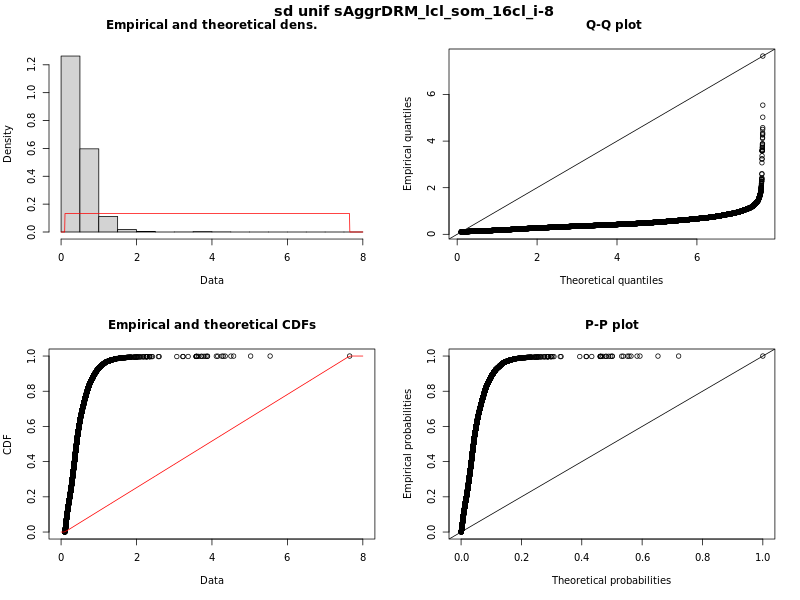 sd unif sAggrDRM_lcl_som_16cl_i-8
Empirical and theoretical dens.
Density
0.0 0.2 0.4 0.6 0.8 1.0 1.2
0 2 4 6 8
Data
Q-Q plot
Empirical quantiles
0 2 4 6
0 2 4 6
Theoretical quantiles
Empirical and theoretical CDFs
CDF
0.0 0.2 0.4 0.6 0.8 1.0
0 2 4 6 8
Data
P-P plot
Empirical probabilities
0.0 0.2 0.4 0.6 0.8 1.0
0.0 0.2 0.4 0.6 0.8 1.0
Theoretical probabilities